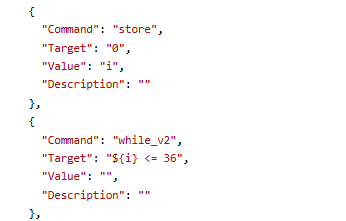 {
"Command": "store",
"Target": "0",
"Value": "i",
"Description": ""
},
{
"Command": "while_v2",
"Target": "${i} <= 36",
"Value": "",
"Description": ""
},